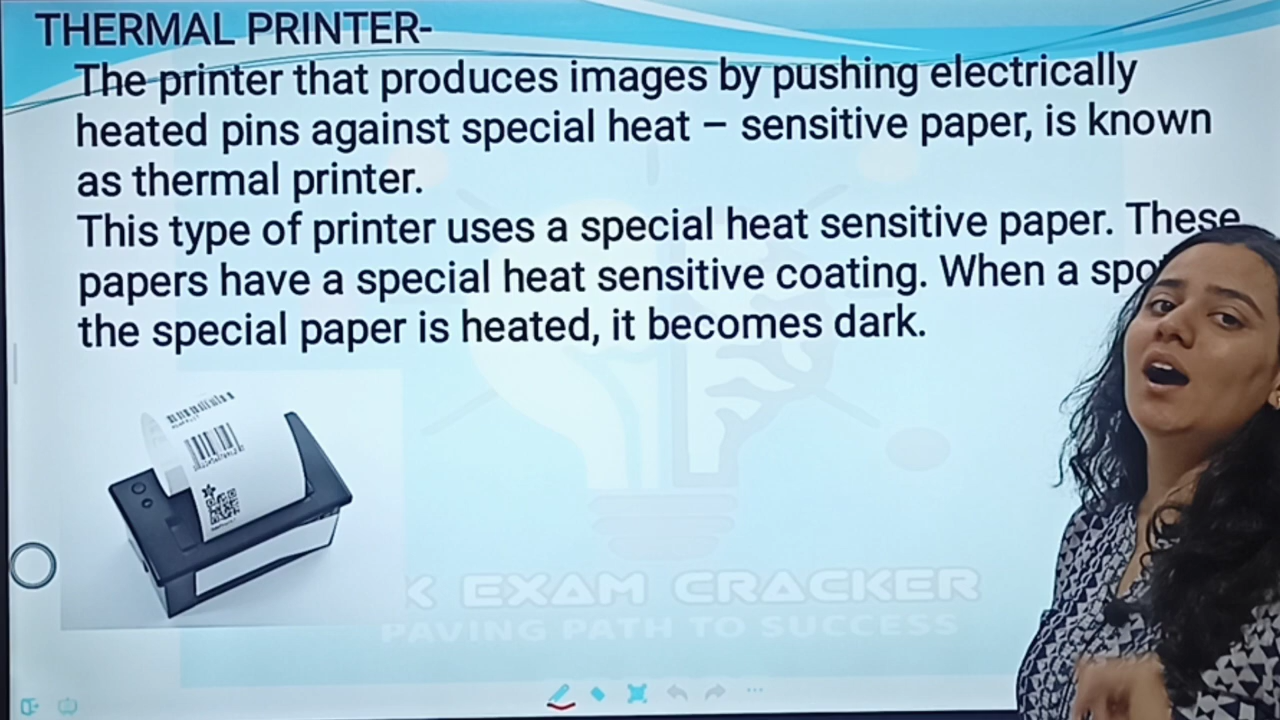 THERMAL PRINTER-
The printer that produces images by pushing electrically
heated pins against special heat – sensitive paper, is known
as thermal printer.
This type of printer uses a special heat sensitive paper. These
papers have a special heat sensitive coating. When a
the special paper is heated, it becomes dark.
K EXAM CRACKER
PAVING PATH TO SUCCESS